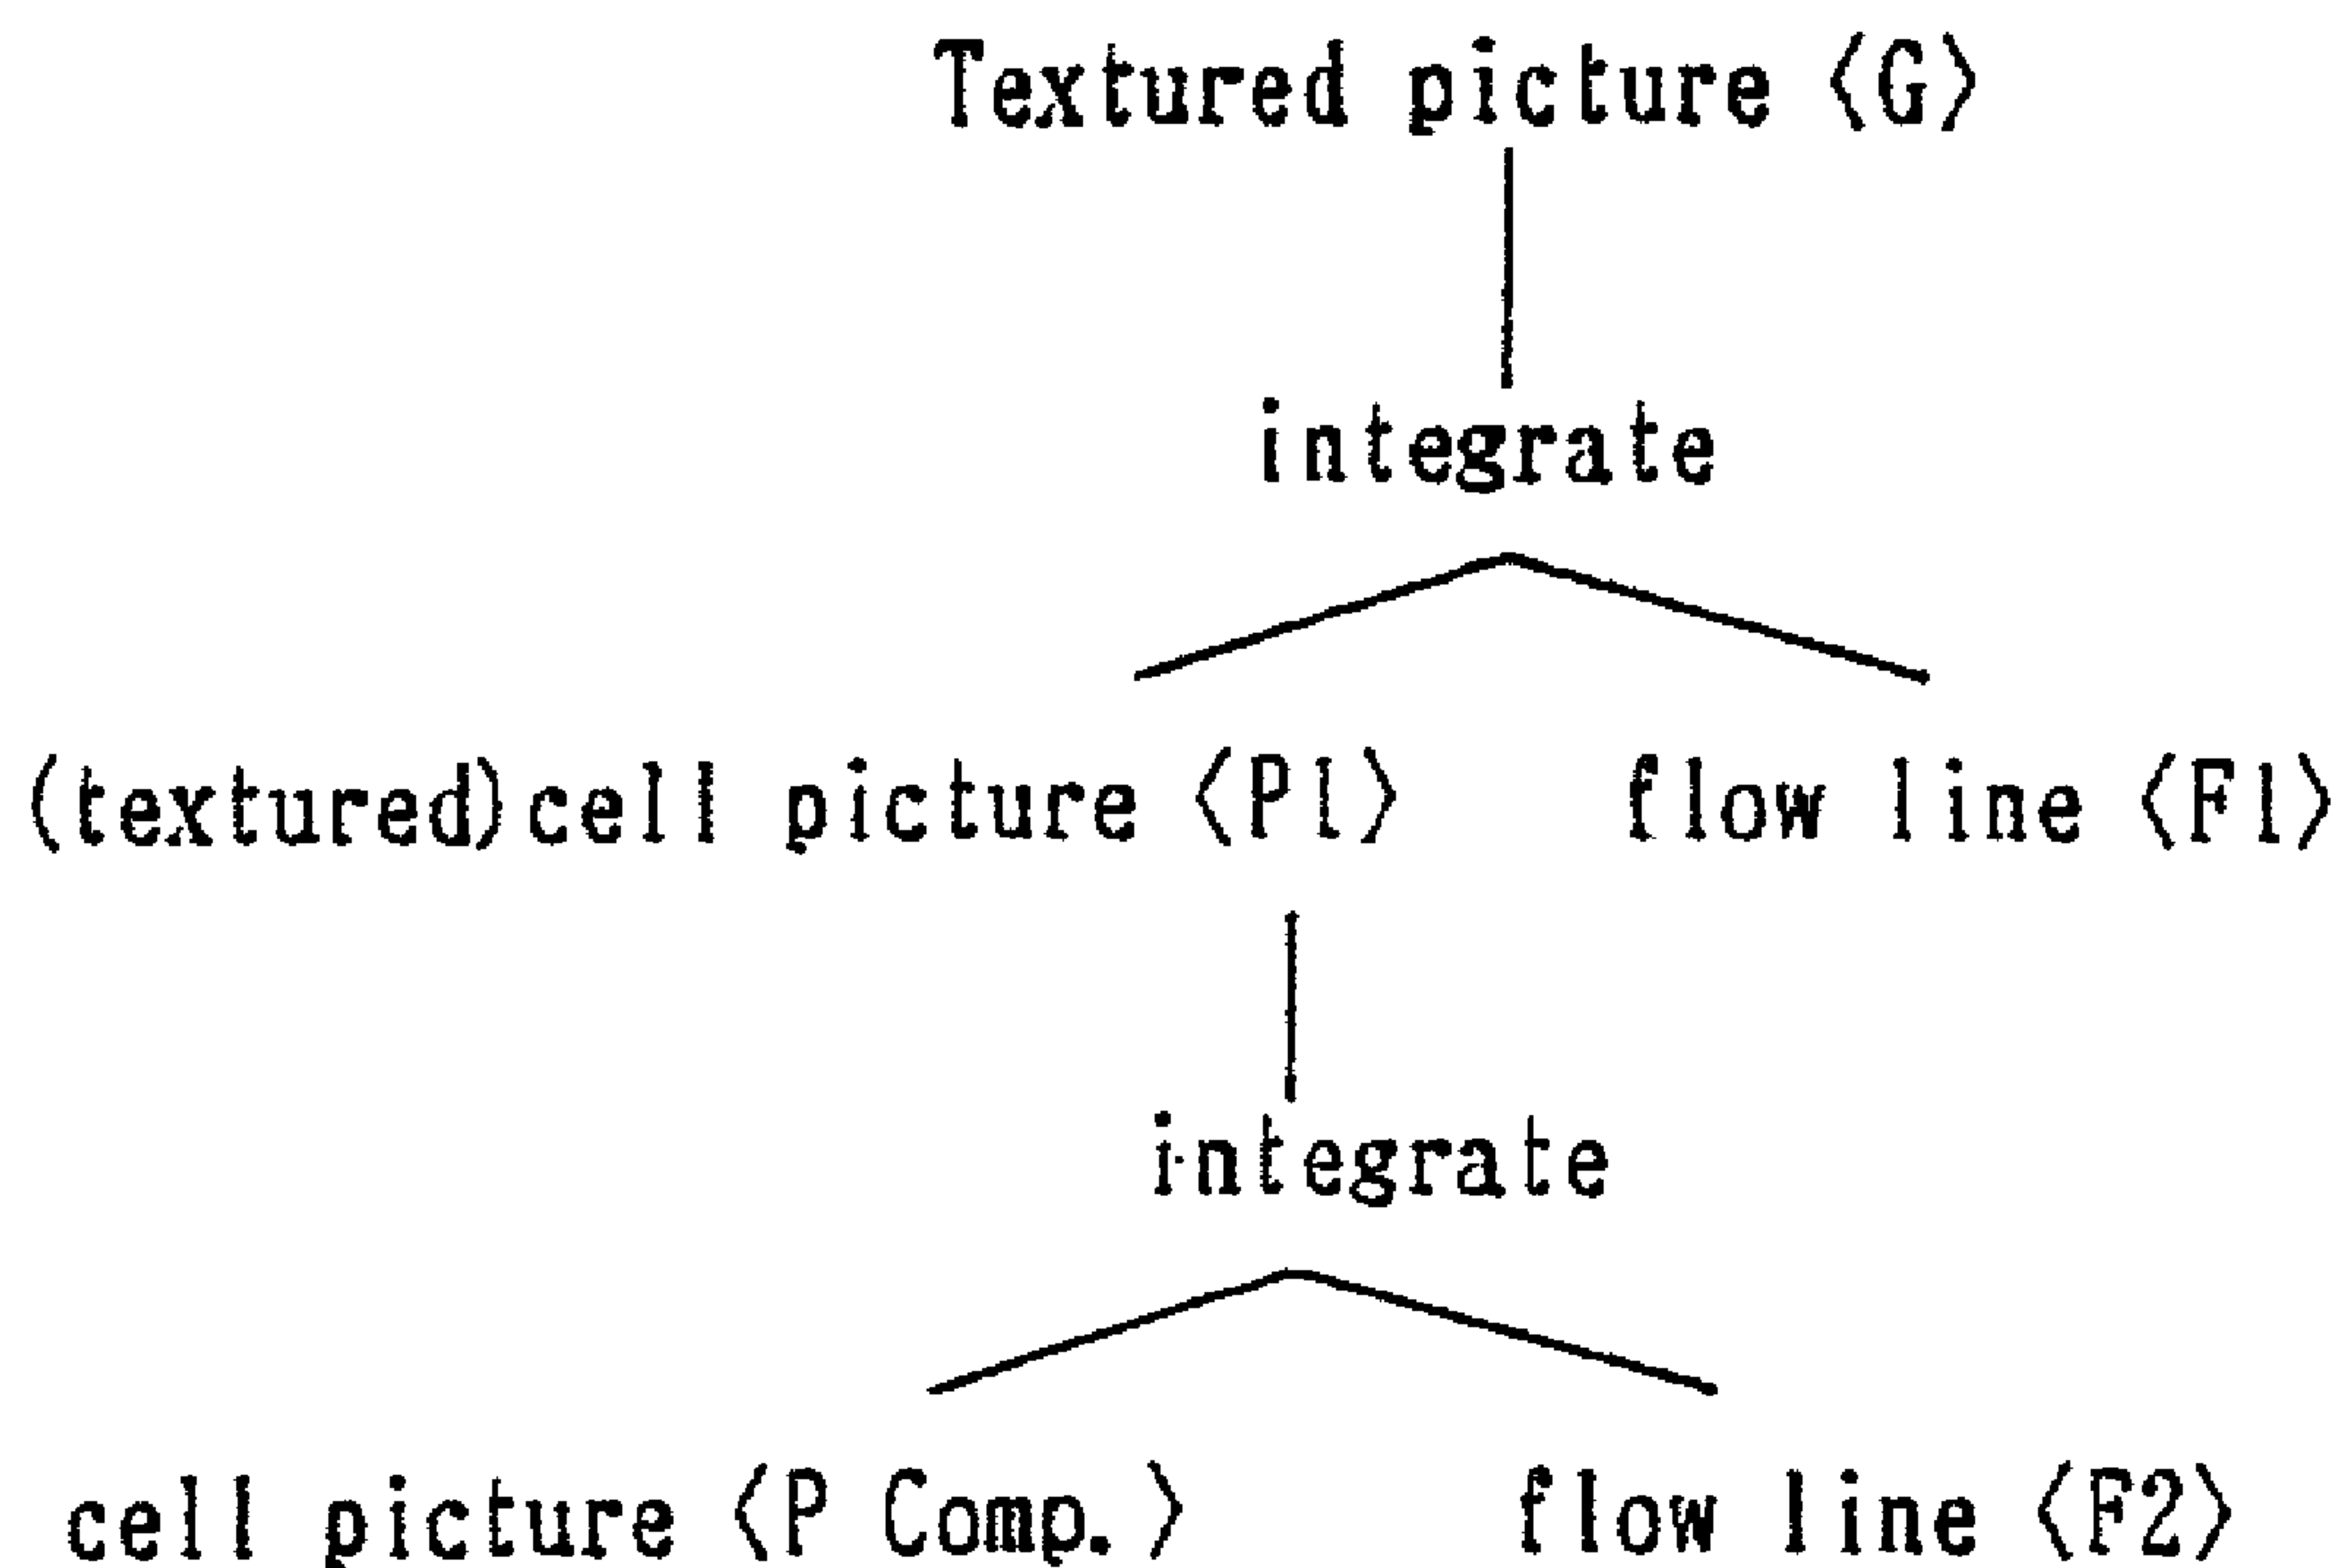 Textured picture 〈G〉
integrate
(textured)cell picture 〈P1〉 flow line 〈F1〉
integrate
cell picture 〈P Comp. 〉 flow line 〈F2〉